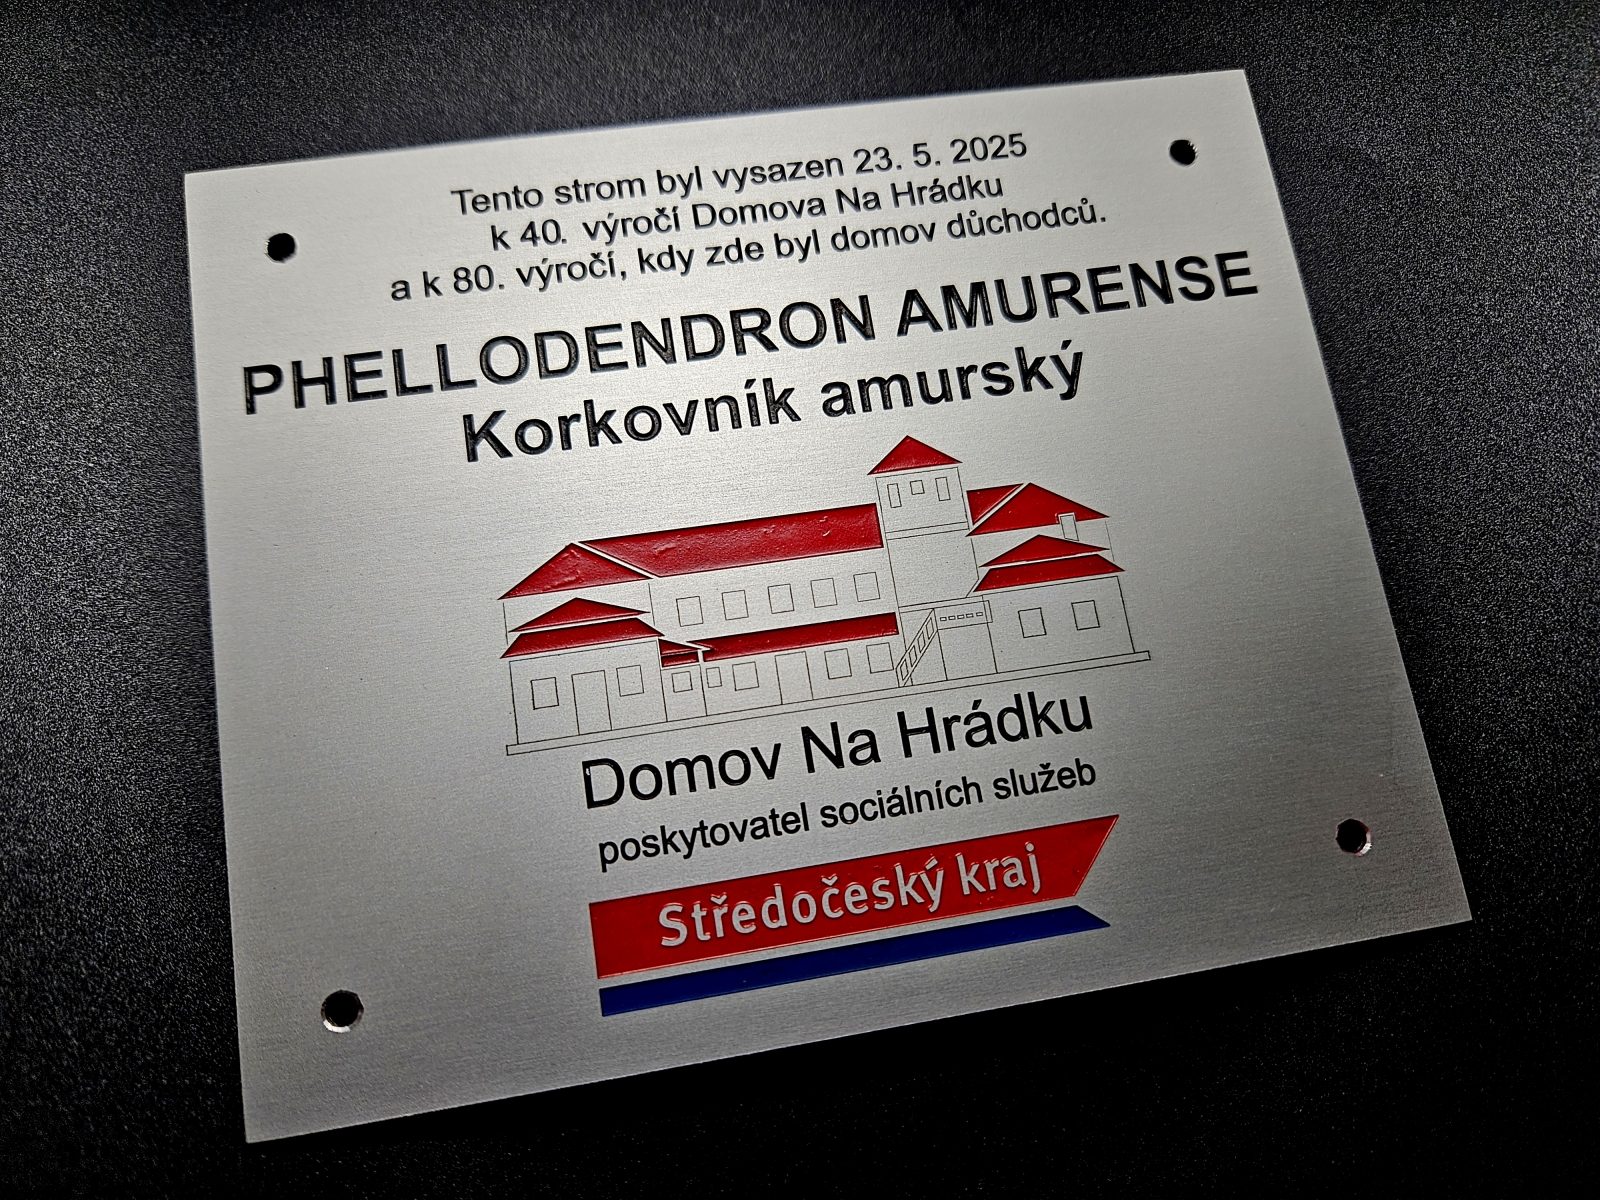 Tento strom byl vysazen 23. 5. 2025
k 40. výročí Domova Na Hrádku
a k 80. výročí, kdy zde byl domov důchodců.
PHELLODENDRON AMURENSE
Korkovník amurský
Domov Na Hrádku
poskytovatel sociálních služeb
Středočeský kraj